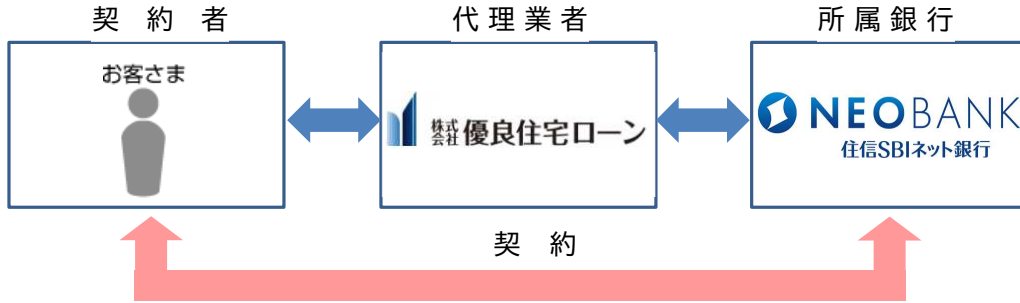 契約者
代理業者
所属銀行
お客さま
株式会社優良住宅ローン
NEOBANK
住信SBIネット銀行
契約